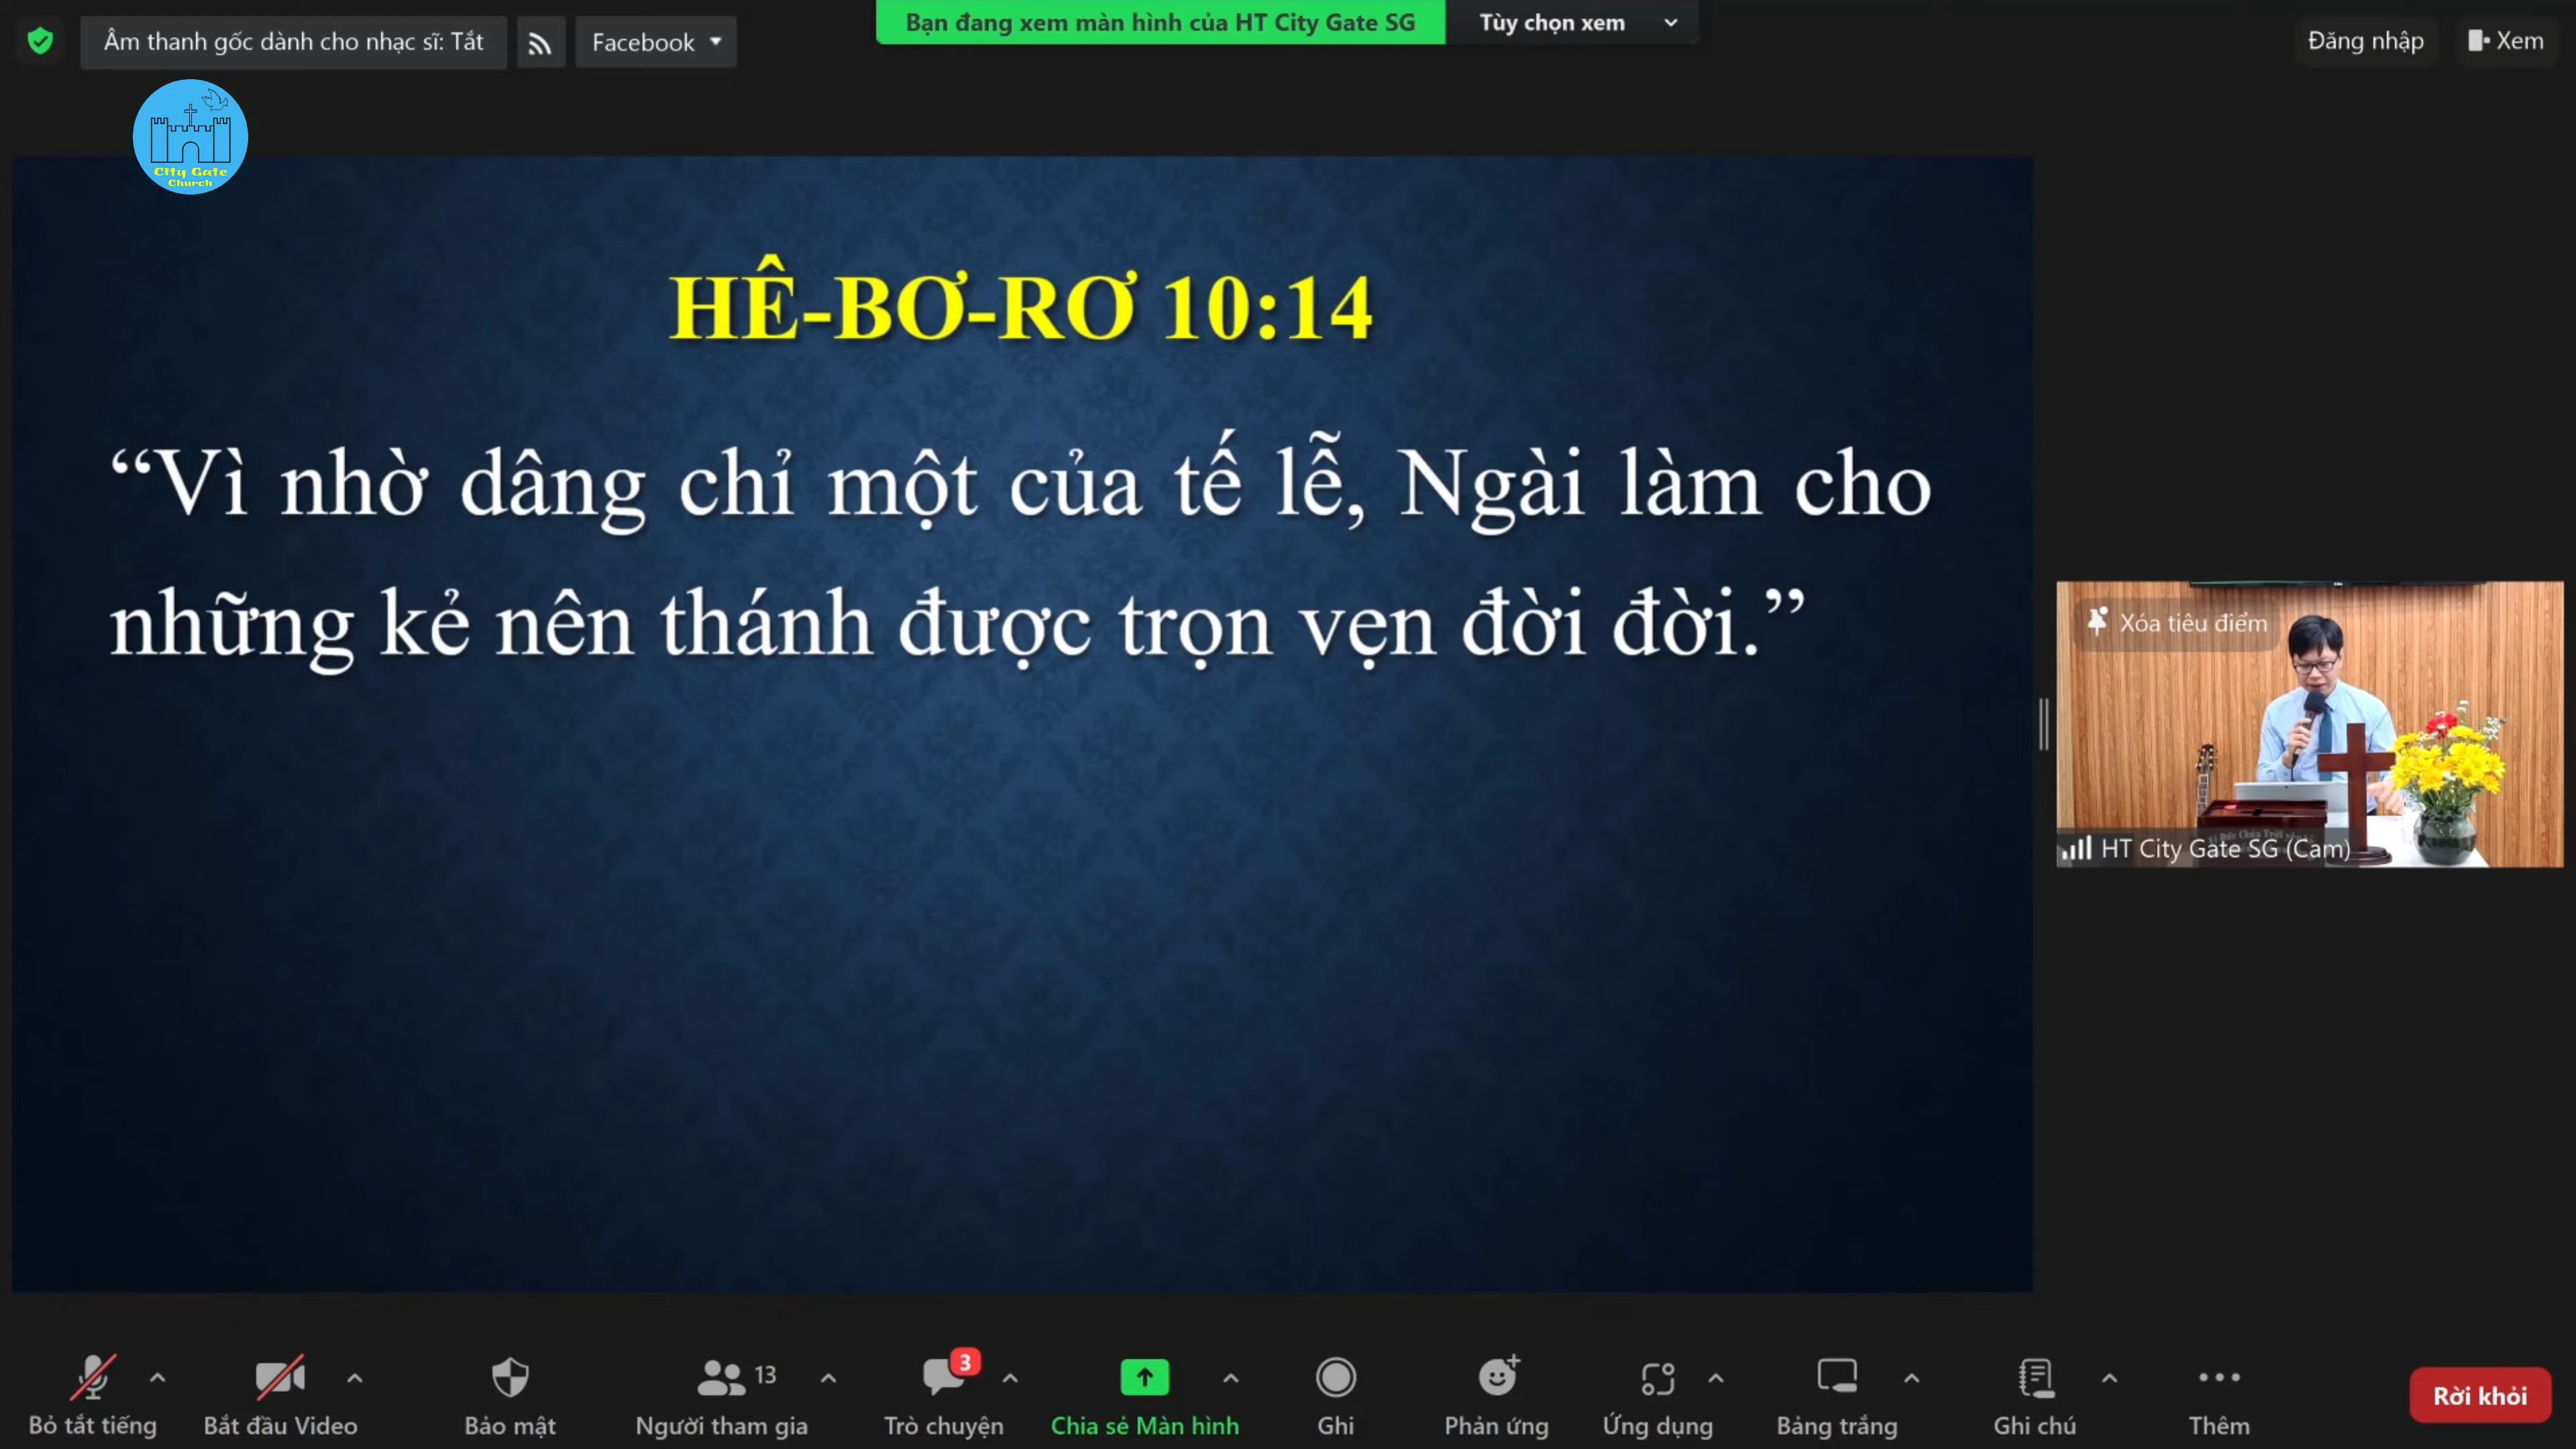 Âm thanh gốc dành cho nhạc sĩ: Tắt
Facebook
Bạn đang xem màn hình của HT City Gate SG
Tùy chọn xem
Đăng nhập
Xem
City Gate
Church
HÊ-BƠ-RƠ 10:14
“Vì nhờ dâng chỉ một của tế lễ, Ngài làm cho
những kẻ nên thánh được trọn vẹn đời đời.”
Xóa tiêu điểm
HT City Gate SG (Cam)
13
3
Bỏ tắt tiếng
Bắt đầu Video
Bảo mật
Người tham gia
Trò chuyện
Chia sẻ Màn hình
Ghi
Phản ứng
Ứng dụng
Bảng trắng
Ghi chú
Thêm
Rời khỏi